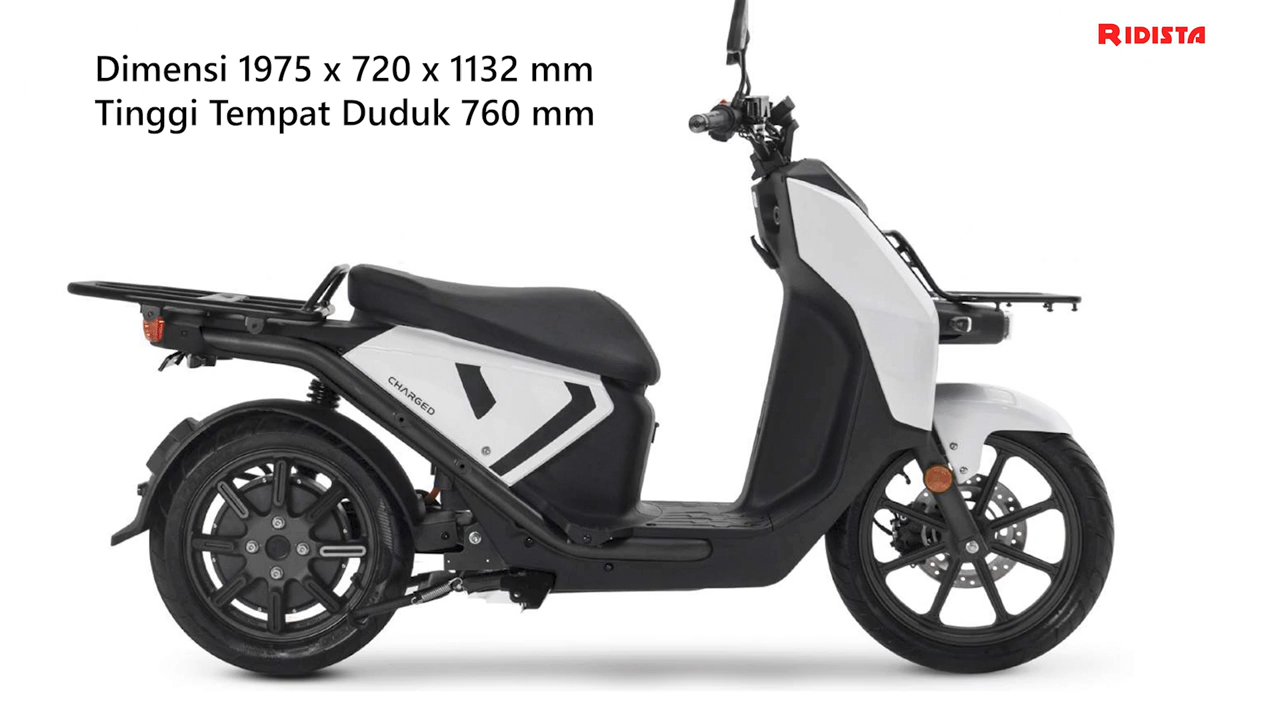 Dimensi 1975 x 720 x 1132 mm
Tinggi Tempat Duduk 760 mm
RIDISTA
CHARGED